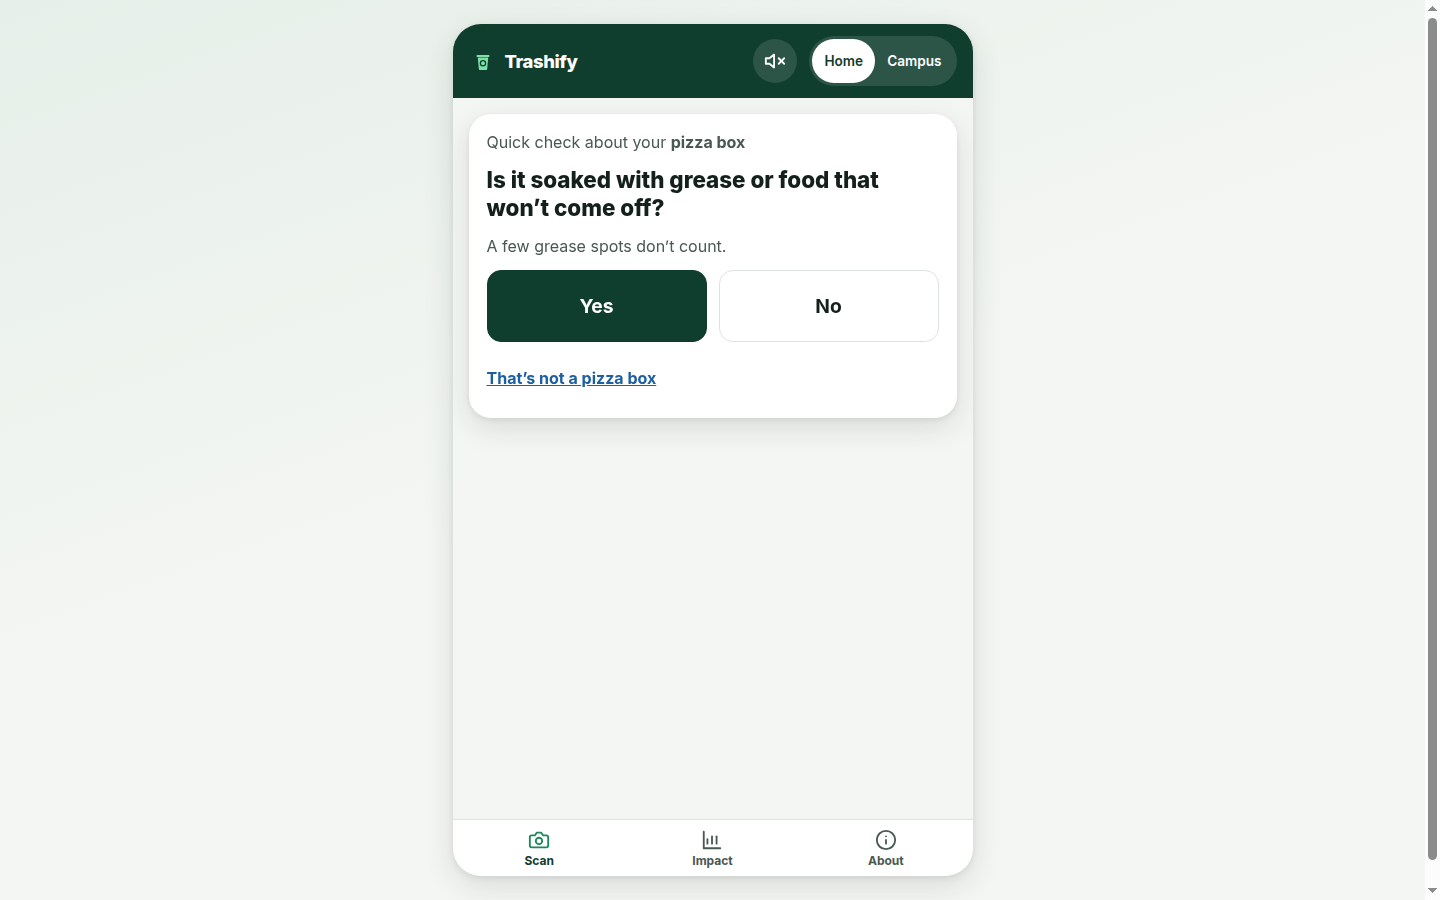 Trashify
Home
Campus
Quick check about your pizza box
Is it soaked with grease or food that
won’t come off?
A few grease spots don’t count.
Yes
No
That’s not a pizza box
Scan
Impact
About